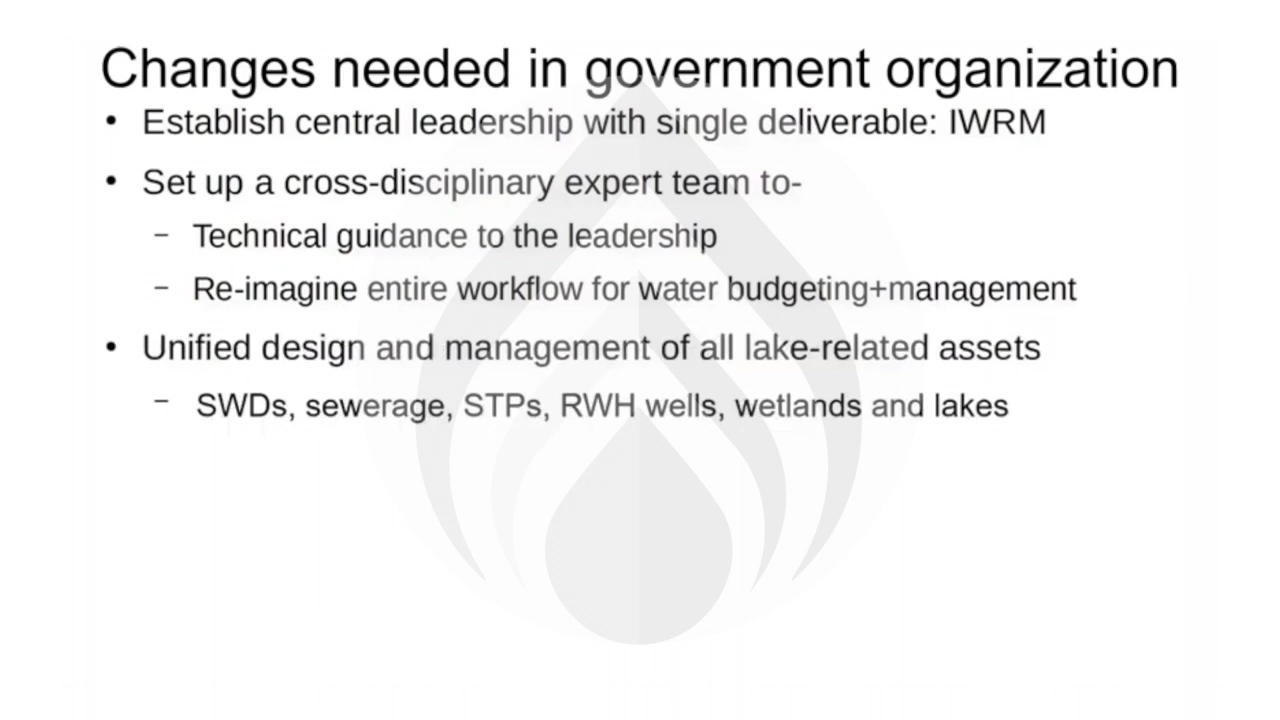 Changes needed in government organization
• Establish central leadership with single deliverable: IWRM
• Set up a cross-disciplinary expert team to-
– Technical guidance to the leadership
– Re-imagine entire workflow for water budgeting+management
• Unified design and management of all lake-related assets
– SWDs, sewerage, STPs, RWH wells, wetlands and lakes